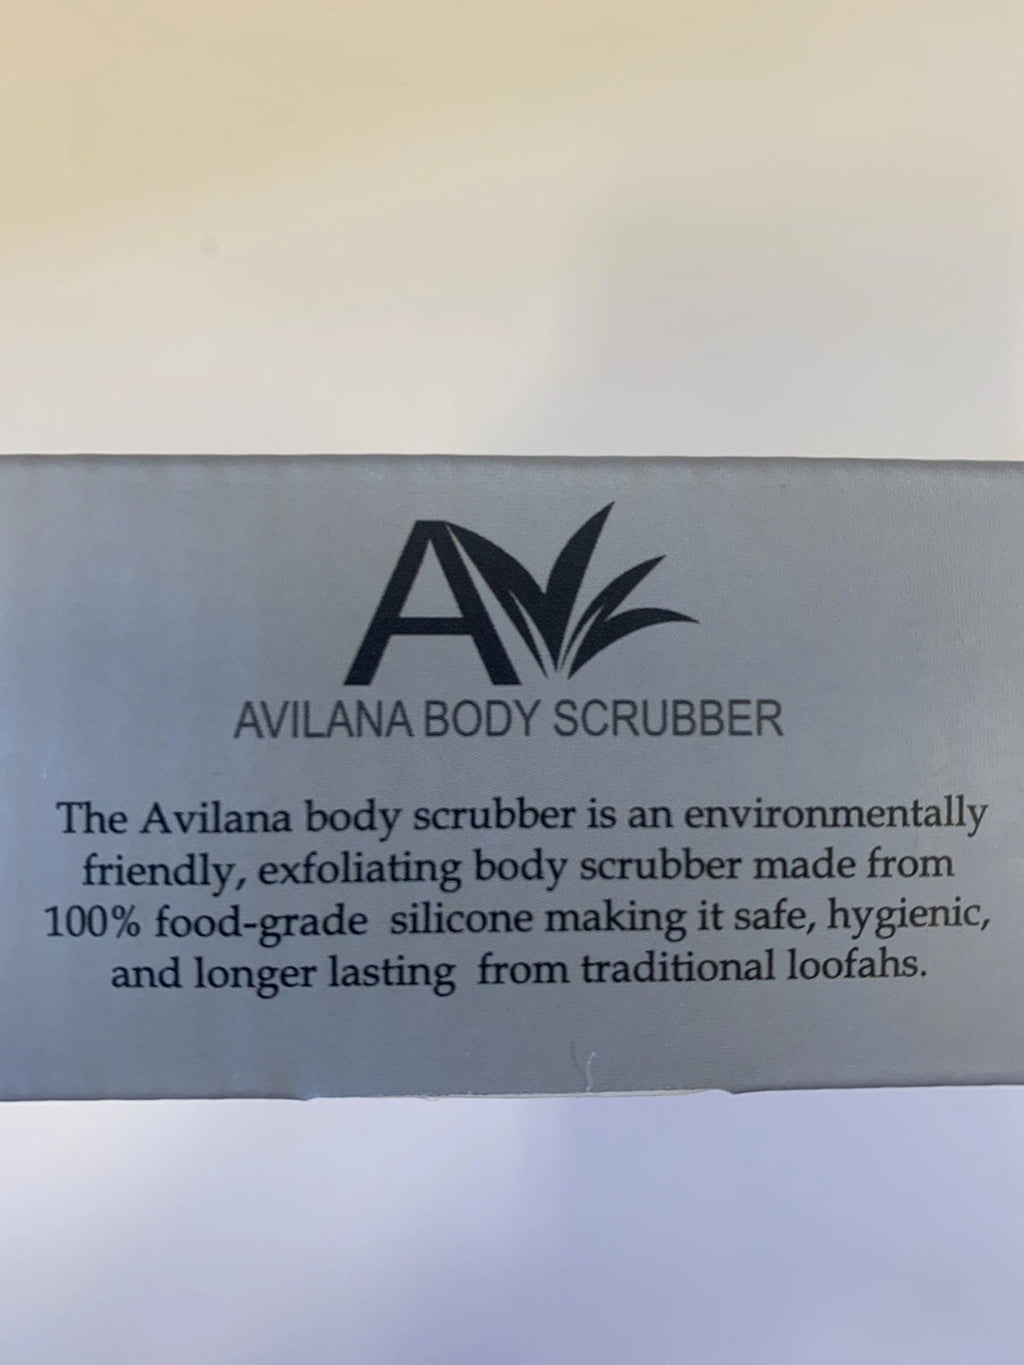 AV
AVILANA BODY SCRUBBER
The Avilana body scrubber is an environmentally
friendly, exfoliating body scrubber made from
100% food-grade silicone making it safe, hygienic,
and longer lasting from traditional loofahs.